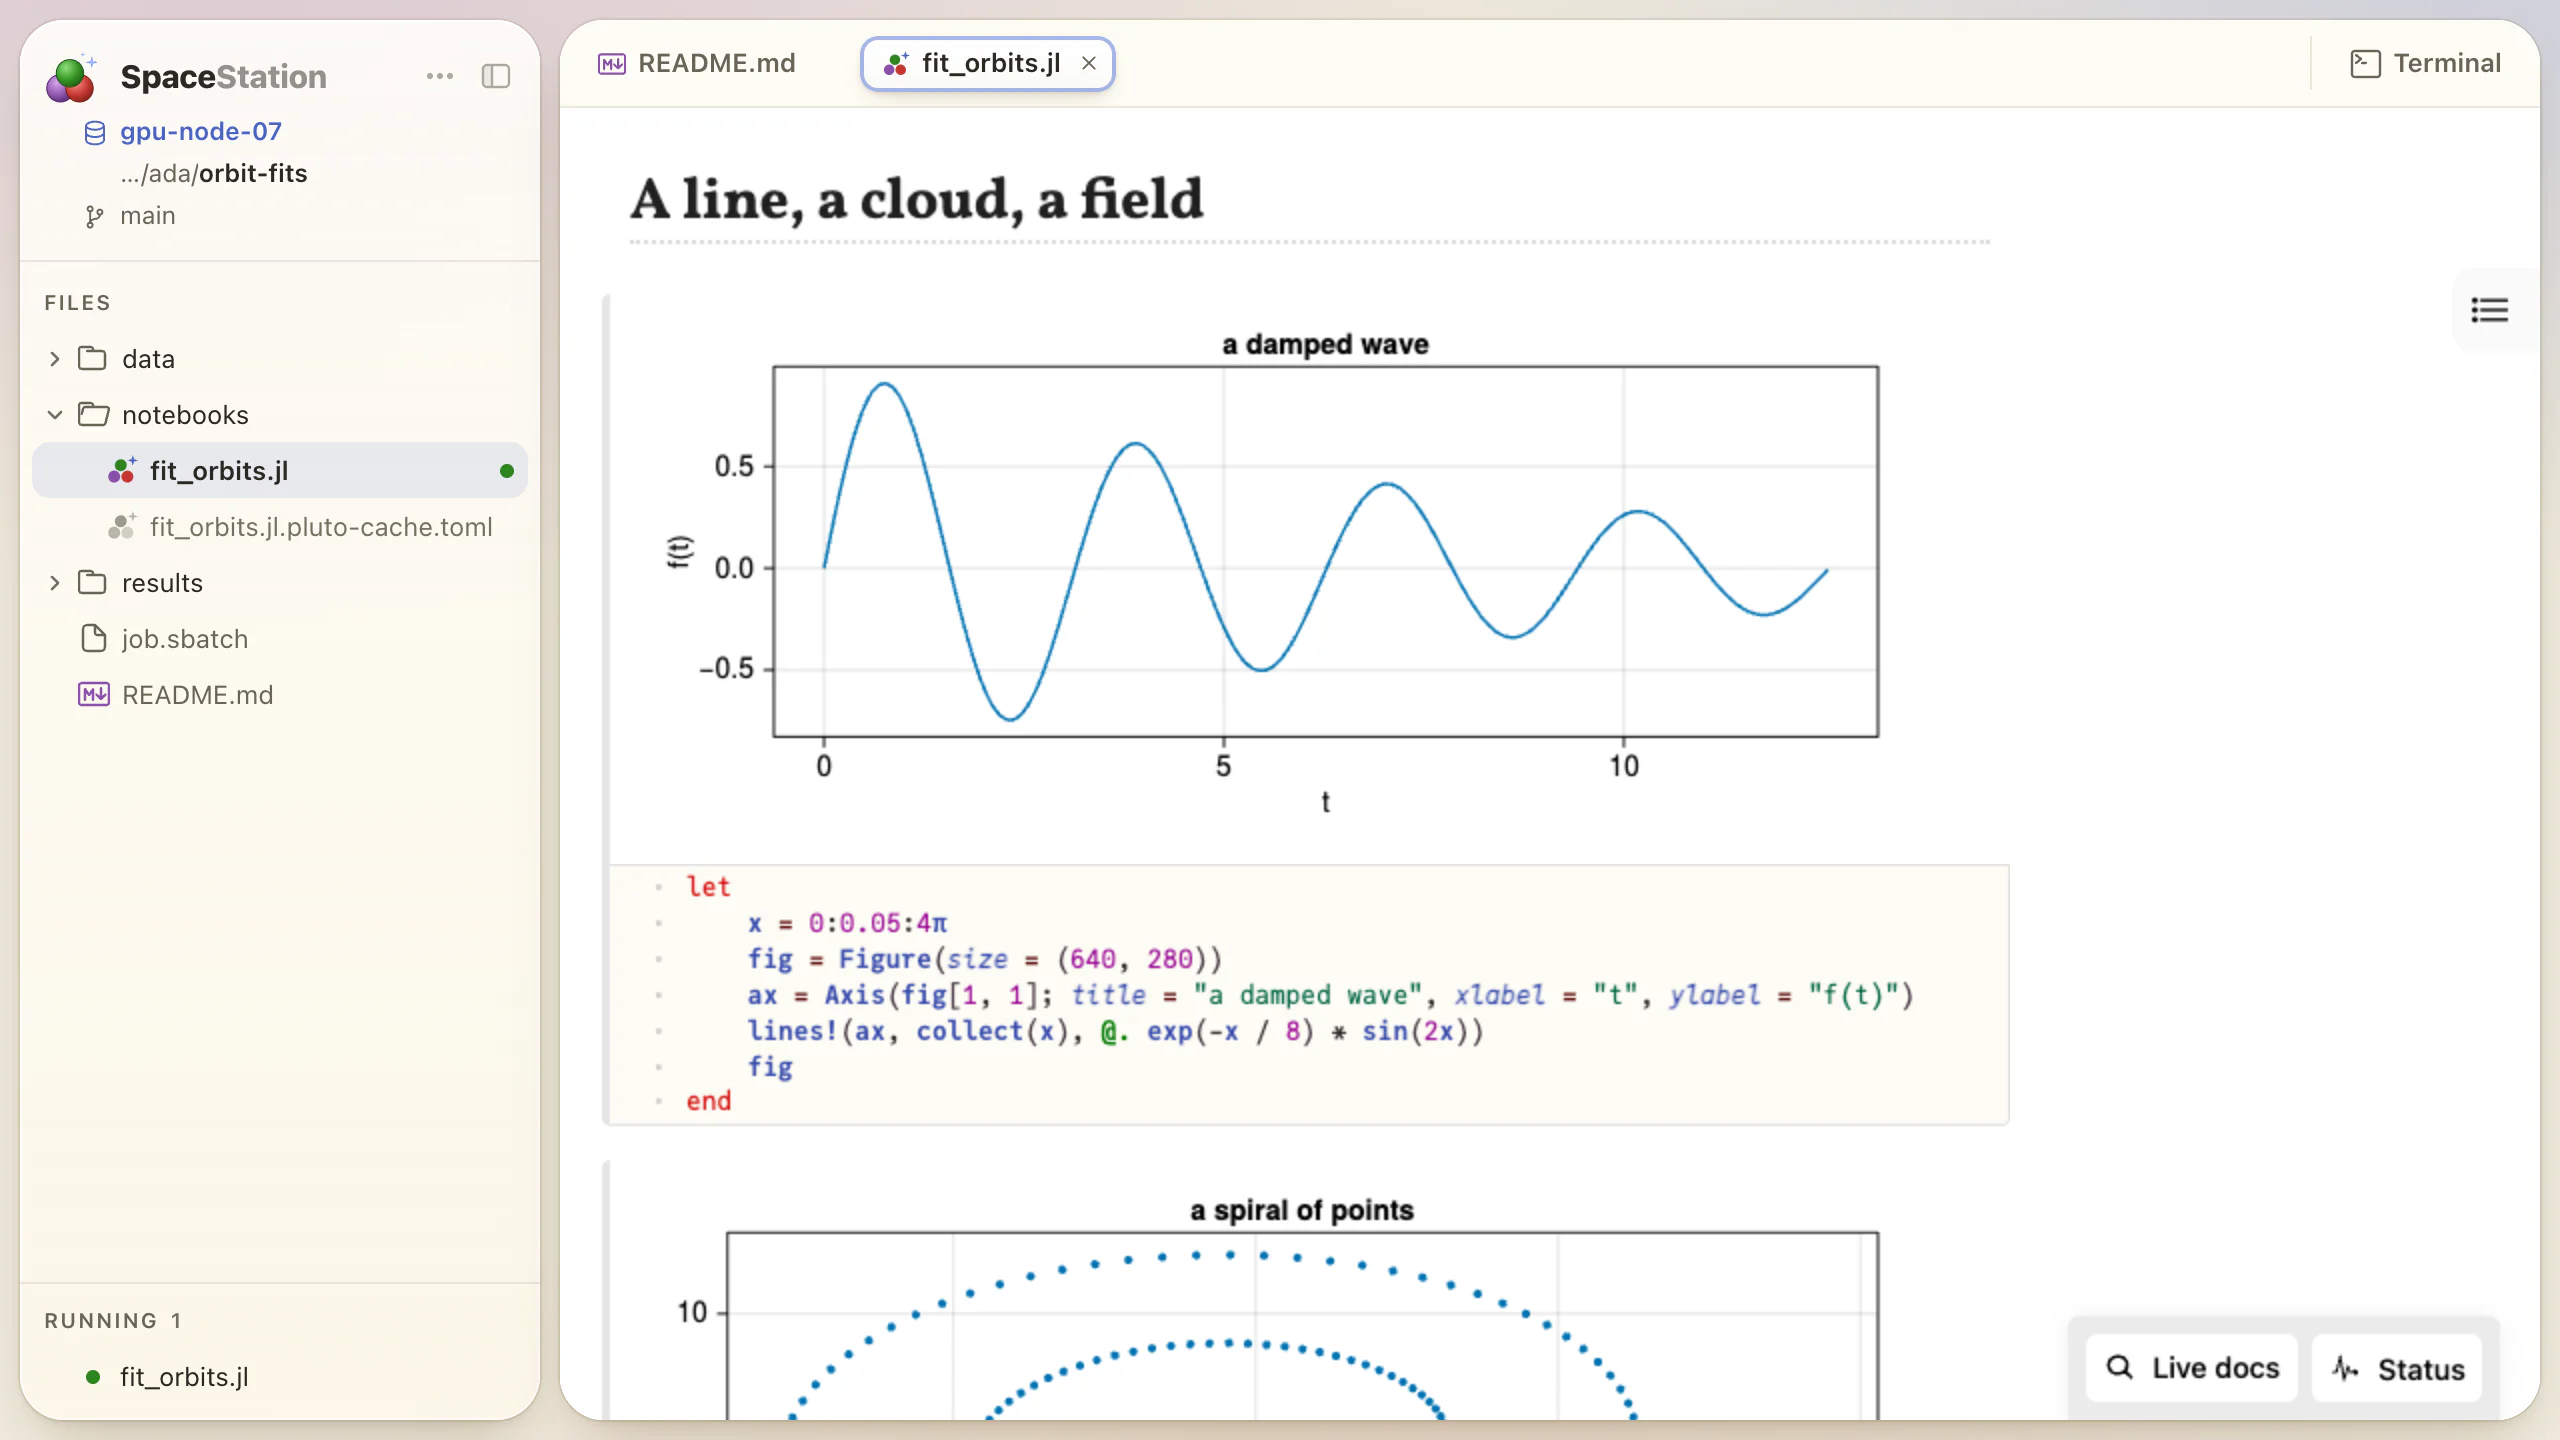 SpaceStation
gpu-node-07
.../ada/orbit-fits
main
FILES
data
notebooks
fit_orbits.jl
fit_orbits.jl.pluto-cache.toml
results
job.sbatch
README.md
RUNNING 1
fit_orbits.jl
README.md
fit_orbits.jl
Terminal
A line, a cloud, a field
a damped wave
0.5
0.0
−0.5
f(t)
0 5 10
t
let
x = 0:0.05:4π
fig = Figure(size = (640, 280))
ax = Axis(fig[1, 1]; title = "a damped wave", xlabel = "t", ylabel = "f(t)")
lines!(ax, collect(x), @. exp(-x / 8) * sin(2x))
fig
end
a spiral of points
10
Live docs
Status